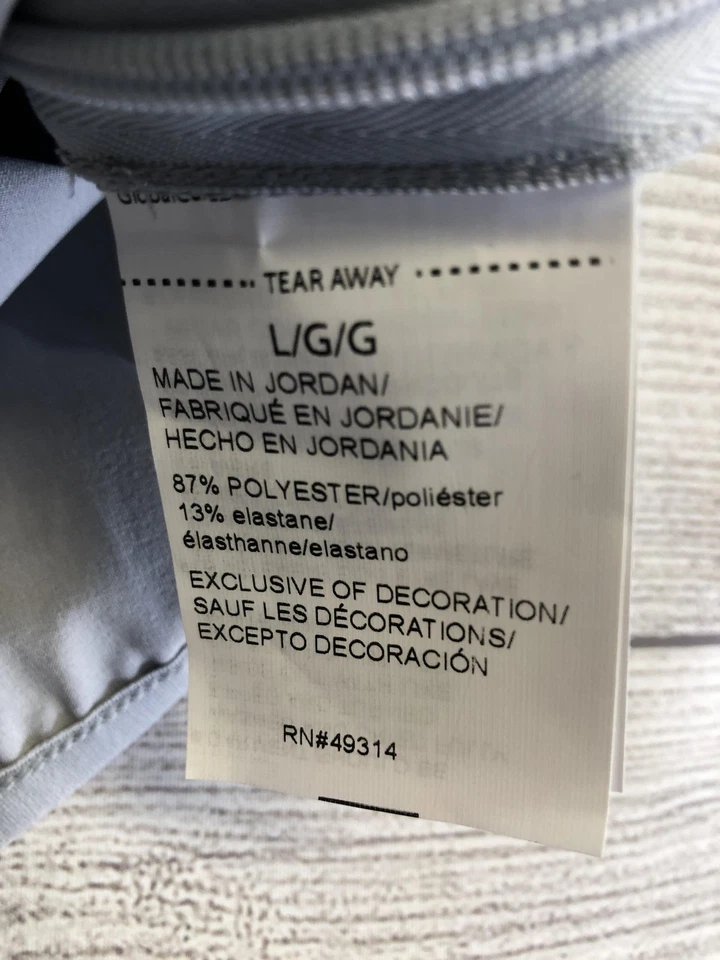 TEAR AWAY
L/G/G
MADE IN JORDAN/
FABRIQUÉ EN JORDANIE/
HECHO EN JORDANIA
87% POLYESTER/poliéster
13% elastane/
élasthanne/elastano
EXCLUSIVE OF DECORATION/
SAUF LES DÉCORATIONS/
EXCEPTO DECORACIÓN
RN#49314